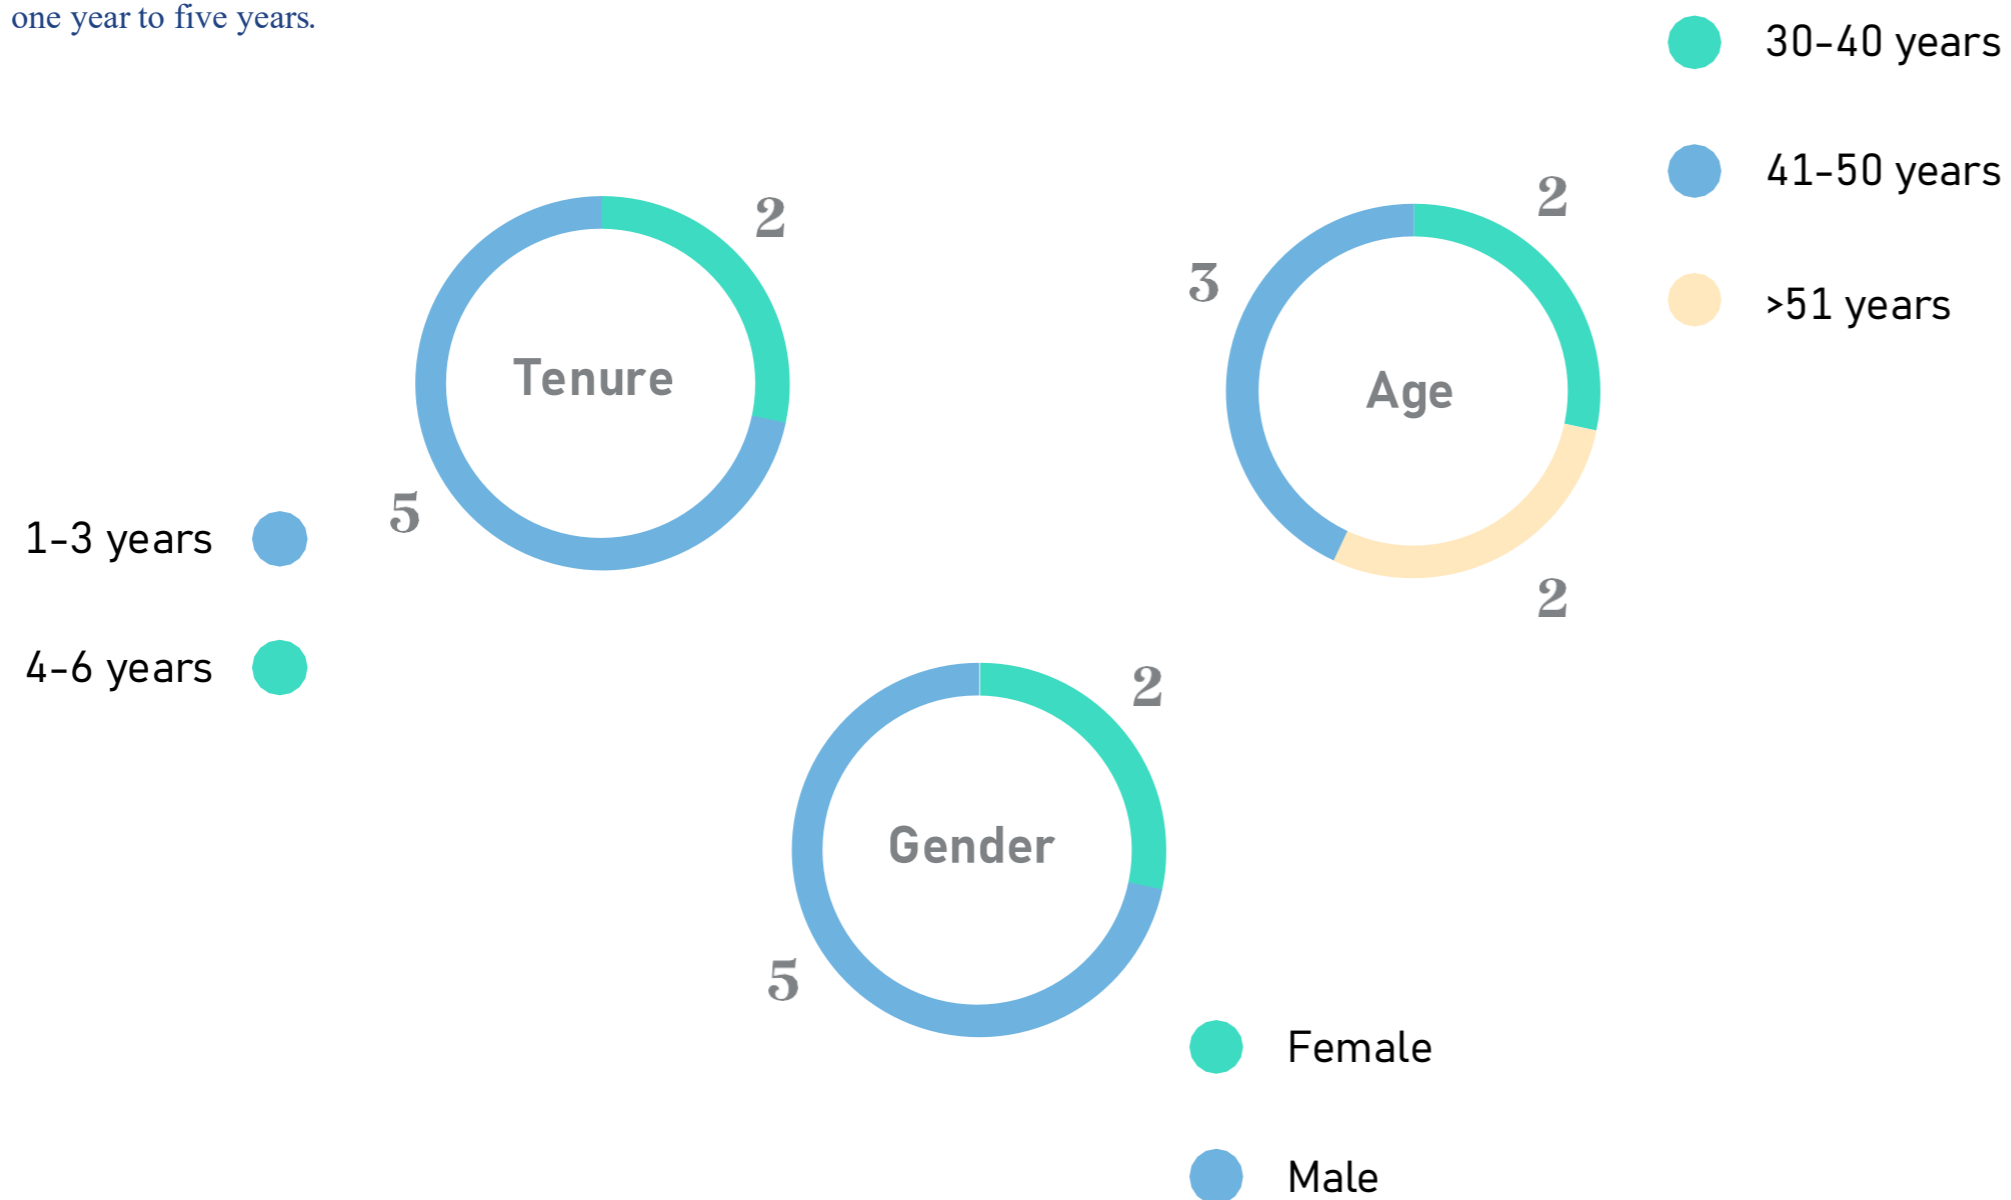 one year to five years.
30-40 years
41-50 years
>51 years
2
5
Tenure
1-3 years
4-6 years
2
3
Age
2
2
Gender
5
Female
Male